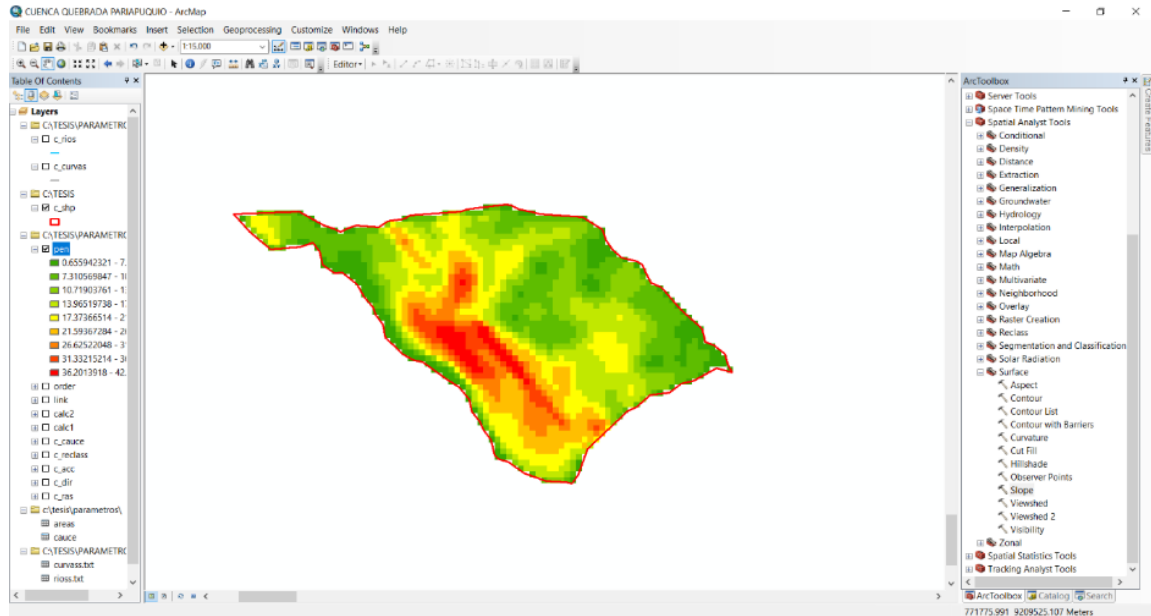 CUENCA QUEBRADA PARIAPUQUIO - ArcMap
File Edit View Bookmarks Insert Selection Geoprocessing Customize Windows Help
1:15,000
Editor
Table Of Contents
Layers
C:\TESIS\PARAMETRO
c_rios
c_curvas
C:\TESIS
c_shp
C:\TESIS\PARAMETRO
pen
0.655942321 - 7.
7.310569847 - 10
10.71903761 - 1
13.96519738 - 17
17.37366514 - 2
21.59367284 - 26
26.62522048 - 3
31.33215214 - 36
36.2013918 - 42.
order
link
calc2
calc1
c_cauce
c_reclass
c_acc
c_dir
c_ras
c:\tesis\parametros\
areas
cauce
C:\TESIS\PARAMETRO
curvass.txt
rioss.txt
ArcToolbox
Server Tools
Space Time Pattern Mining Tools
Spatial Analyst Tools
Conditional
Density
Distance
Extraction
Generalization
Groundwater
Hydrology
Interpolation
Local
Map Algebra
Math
Multivariate
Neighborhood
Overlay
Raster Creation
Reclass
Segmentation and Classification
Solar Radiation
Surface
Aspect
Contour
Contour List
Contour with Barriers
Curvature
Cut Fill
Hillshade
Observer Points
Slope
Viewshed
Viewshed 2
Visibility
Zonal
Spatial Statistics Tools
Tracking Analyst Tools
ArcToolbox Catalog Search
Create Features
771775.991 9209525.107 Meters